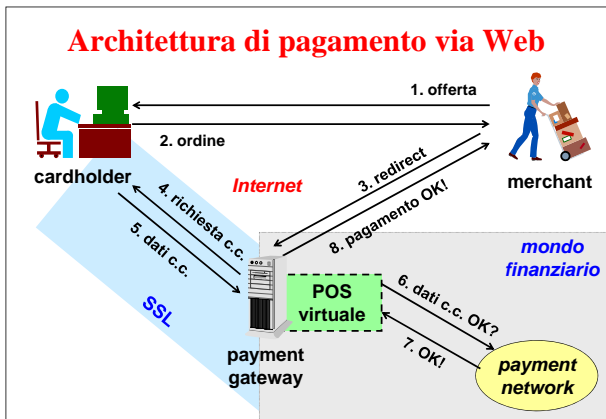 Architettura di pagamento via Web
1. offerta
2. ordine
cardholder
merchant
Internet
3. redirect
4. richiesta c.c.
8. pagamento OK!
5. dati c.c.
SSL
mondo
finanziario
POS
virtuale
6. dati c.c. OK?
7. OK!
payment
gateway
payment
network